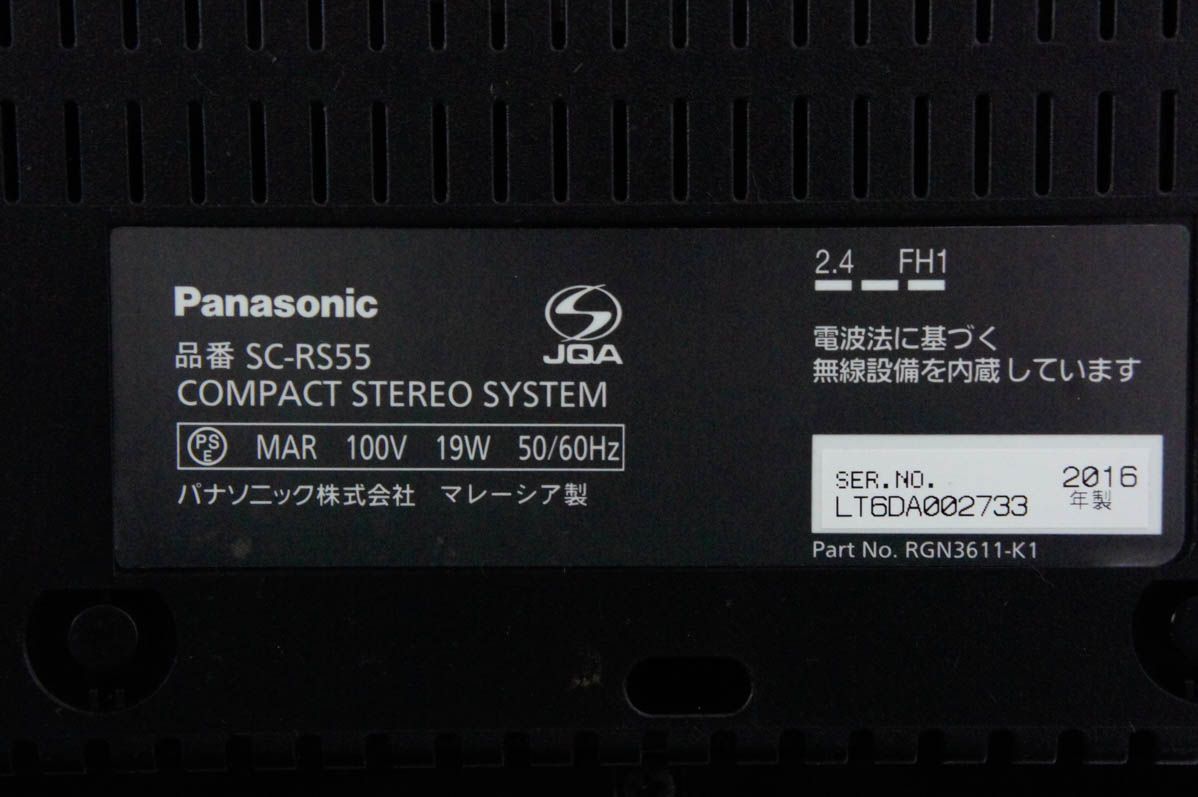 Panasonic
品番 SC-RS55
COMPACT STEREO SYSTEM
JQA
PS
E
MAR 100V 19W 50/60Hz
パナソニック株式会社 マレーシア製
2.4 FH1
電波法に基づく
無線設備を内蔵しています
SER.NO. 2016
LT6DA002733 年製
Part No. RGN3611-K1